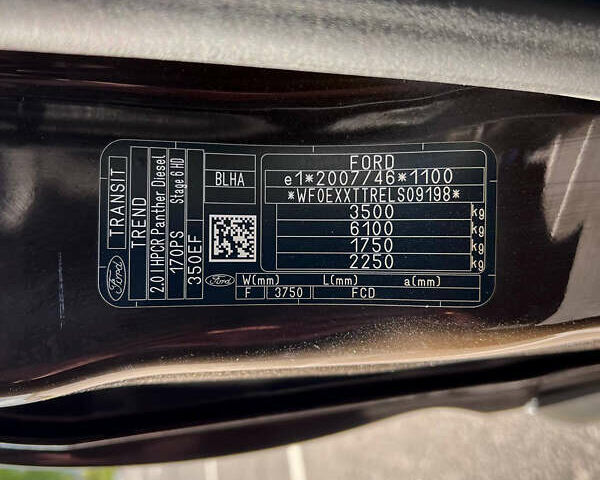 Ford
TRANSIT
TREND
2.0 l HPCR Panther Diesel
170PS Stage 6 HD
350EF
BLHA
Ford
FORD
e1*2007/46*1100
*WF0EXXTTRELS09198*
3500 kg
6100 kg
1750 kg
2250 kg
W(mm) L(mm) a(mm)
F 3750 FCD